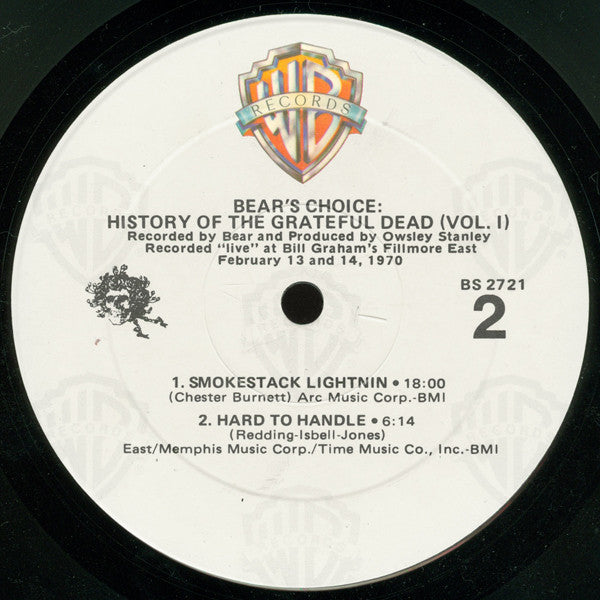 WB
RECORDS
BEAR'S CHOICE:
HISTORY OF THE GRATEFUL DEAD (VOL. I)
Recorded by Bear and Produced by Owsley Stanley
Recorded "live" at Bill Graham's Fillmore East
February 13 and 14, 1970
BS 2721
2
1. SMOKESTACK LIGHTNIN • 18:00
(Chester Burnett) Arc Music Corp.-BMI
2. HARD TO HANDLE • 6:14
(Redding-Isbell-Jones)
East/Memphis Music Corp./Time Music Co., Inc.-BMI